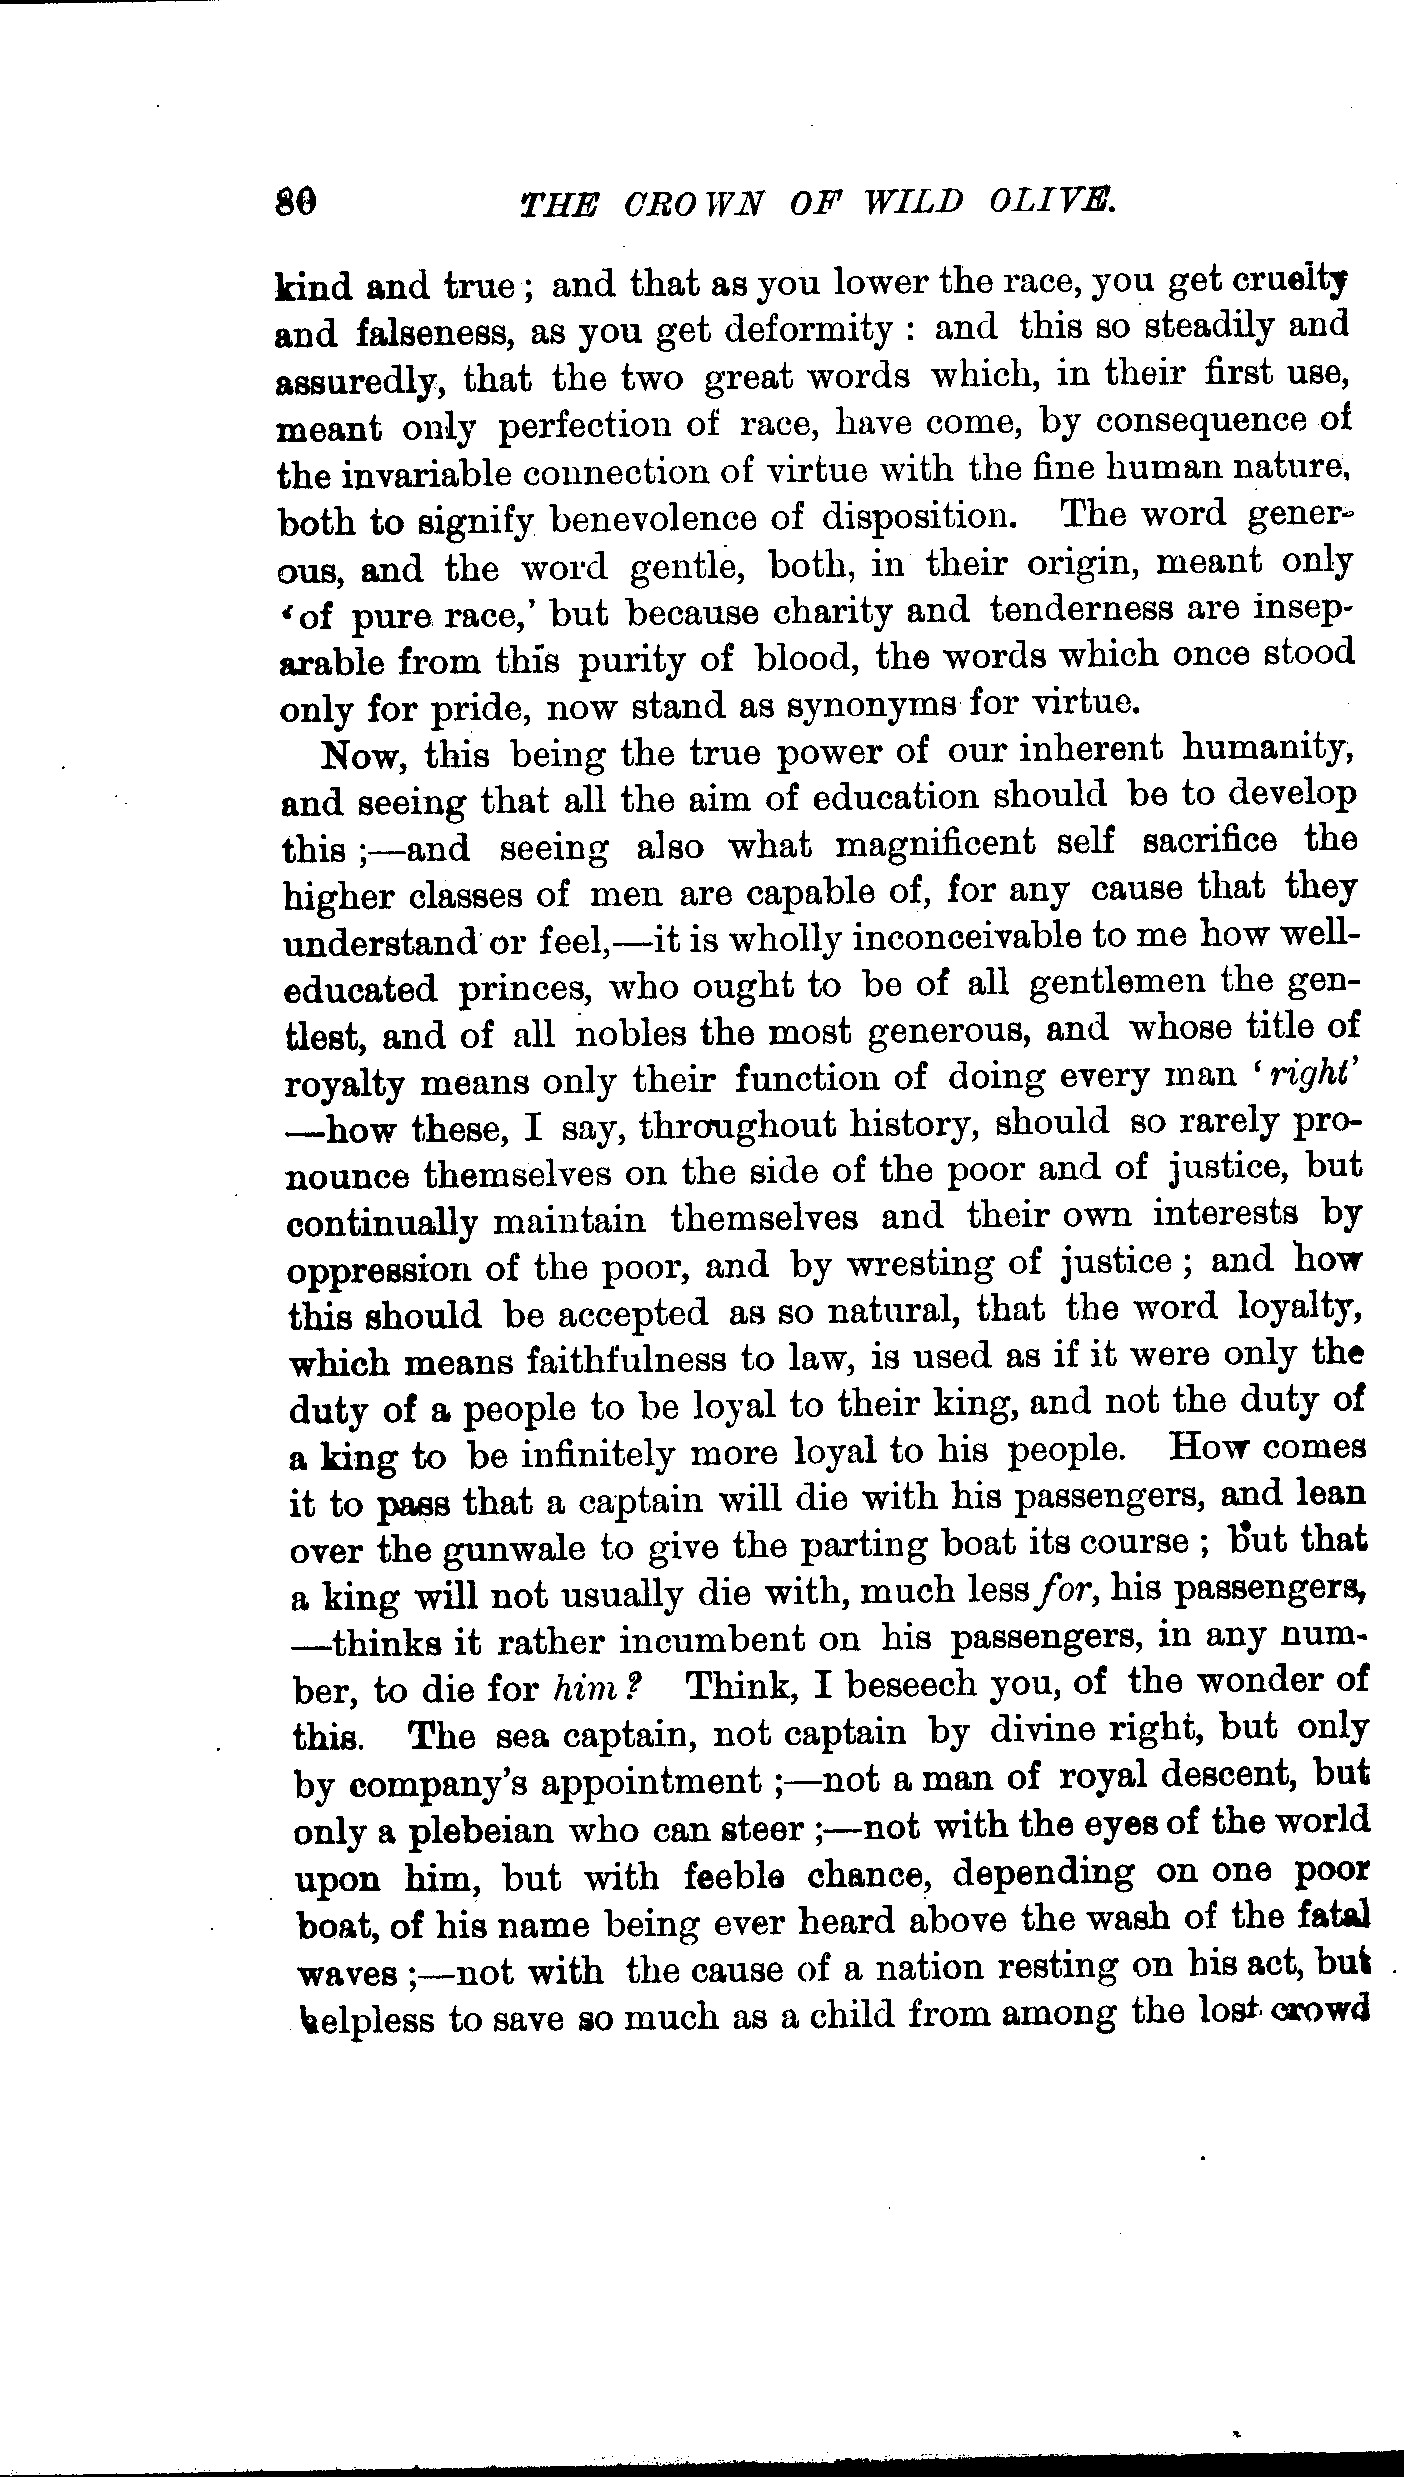 80 THE CROWN OF WILD OLIVE.
kind and true; and that as you lower the race, you get cruelty
and falseness, as you get deformity: and this so steadily and
assuredly, that the two great words which, in their first use,
meant only perfection of race, have come, by consequence of
the invariable connection of virtue with the fine human nature,
both to signify benevolence of disposition. The word gener-
ous, and the word gentle, both, in their origin, meant only
‘of pure race,’ but because charity and tenderness are insep-
arable from this purity of blood, the words which once stood
only for pride, now stand as synonyms for virtue.
Now, this being the true power of our inherent humanity,
and seeing that all the aim of education should be to develop
this;—and seeing also what magnificent self sacrifice the
higher classes of men are capable of, for any cause that they
understand or feel,—it is wholly inconceivable to me how well-
educated princes, who ought to be of all gentlemen the gen-
tlest, and of all nobles the most generous, and whose title of
royalty means only their function of doing every man ‘right’
—how these, I say, throughout history, should so rarely pro-
nounce themselves on the side of the poor and of justice, but
continually maintain themselves and their own interests by
oppression of the poor, and by wresting of justice; and how
this should be accepted as so natural, that the word loyalty,
which means faithfulness to law, is used as if it were only the
duty of a people to be loyal to their king, and not the duty of
a king to be infinitely more loyal to his people. How comes
it to pass that a captain will die with his passengers, and lean
over the gunwale to give the parting boat its course; but that
a king will not usually die with, much less for, his passengers,
—thinks it rather incumbent on his passengers, in any num-
ber, to die for him? Think, I beseech you, of the wonder of
this. The sea captain, not captain by divine right, but only
by company’s appointment;—not a man of royal descent, but
only a plebeian who can steer;—not with the eyes of the world
upon him, but with feeble chance, depending on one poor
boat, of his name being ever heard above the wash of the fatal
waves;—not with the cause of a nation resting on his act, but
helpless to save so much as a child from among the lost crowd